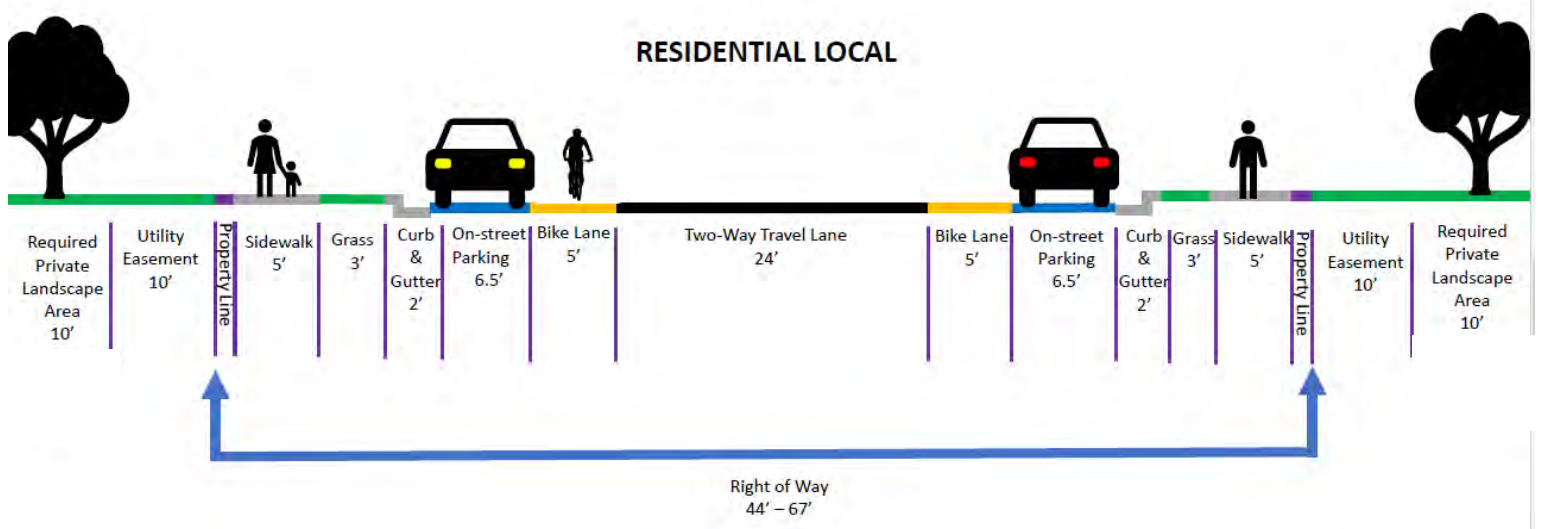 RESIDENTIAL LOCAL
Required
Private
Landscape
Area
10’
Utility
Easement
10’
Property Line
Sidewalk
5’
Grass
3’
Curb
&
Gutter
2’
On-street
Parking
6.5’
Bike Lane
5’
Two-Way Travel Lane
24’
Bike Lane
5’
On-street
Parking
6.5’
Curb
&
Gutter
2’
Grass
3’
Sidewalk
5’
Property Line
Utility
Easement
10’
Required
Private
Landscape
Area
10’
Right of Way
44’ – 67’